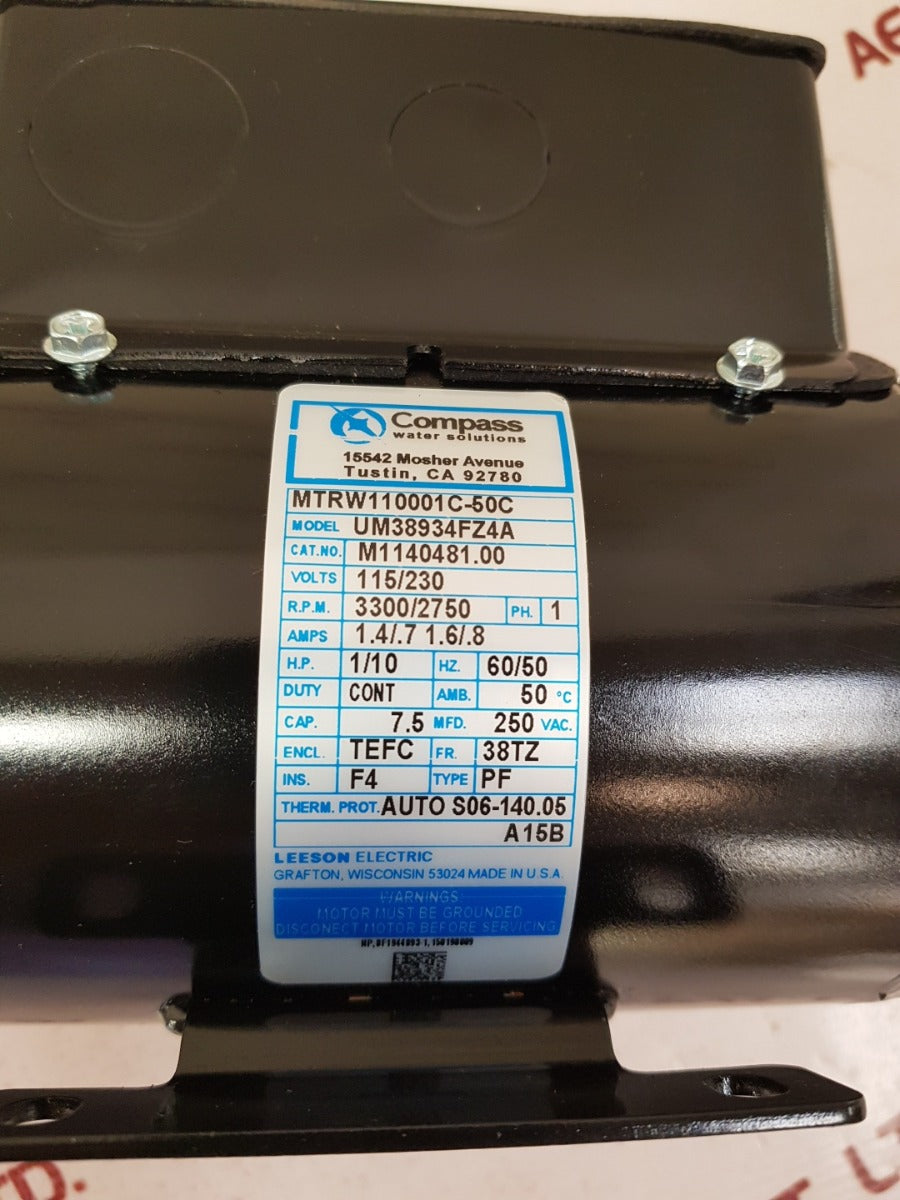 AE
Compass
water solutions
15542 Mosher Avenue
Tustin, CA 92780
MTRW110001C-50C
MODEL UM38934FZ4A
CAT.NO. M1140481.00
VOLTS 115/230
R.P.M. 3300/2750 PH. 1
AMPS 1.4/.7 1.6/.8
H.P. 1/10 HZ. 60/50
DUTY CONT AMB. 50 °C
CAP. 7.5 MFD. 250 VAC.
ENCL. TEFC FR. 38TZ
INS. F4 TYPE PF
THERM. PROT. AUTO S06-140.05
A15B
LEESON ELECTRIC
GRAFTON, WISCONSIN 53024 MADE IN U.S.A.
WARNINGS:
MOTOR MUST BE GROUNDED
DISCONECT MOTOR BEFORE SERVICING
TD.
LT